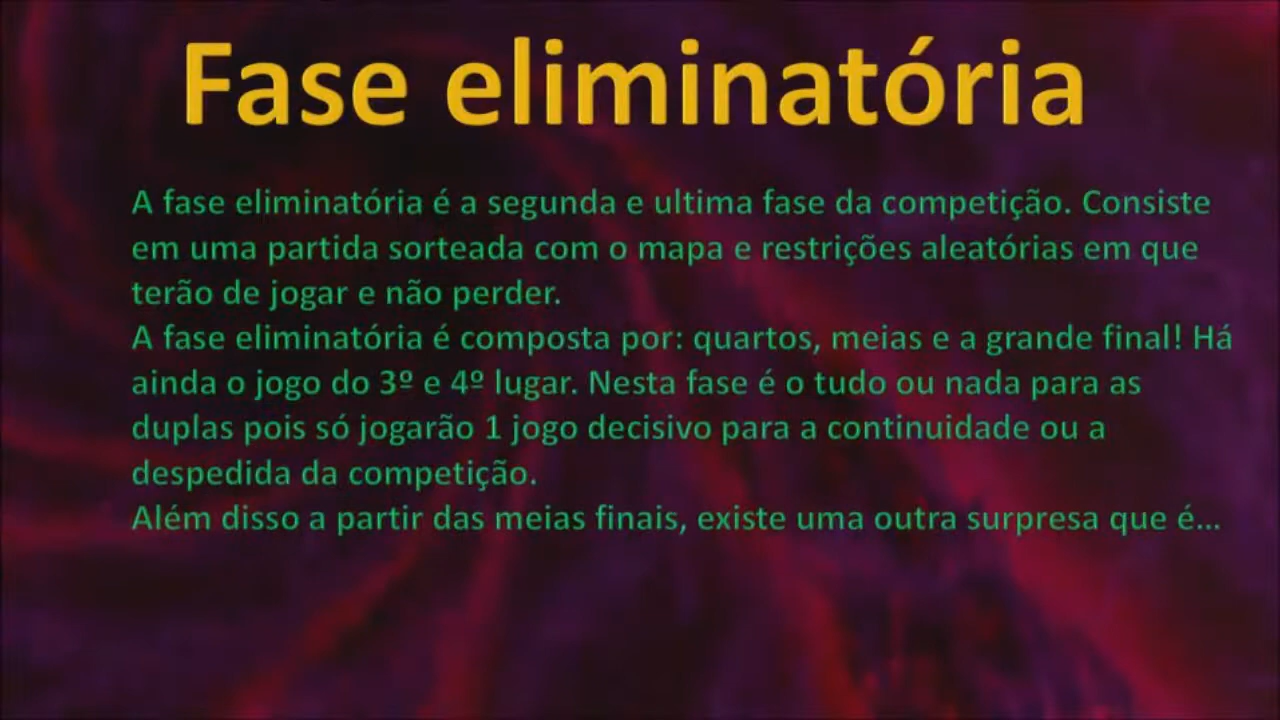 Fase eliminatória
A fase eliminatória é a segunda e ultima fase da competição. Consiste
em uma partida sorteada com o mapa e restrições aleatórias em que
terão de jogar e não perder.
A fase eliminatória é composta por: quartos, meias e a grande final! Há
ainda o jogo do 3º e 4º lugar. Nesta fase é o tudo ou nada para as
duplas pois só jogarão 1 jogo decisivo para a continuidade ou a
despedida da competição.
Além disso a partir das meias finais, existe uma outra surpresa que é...